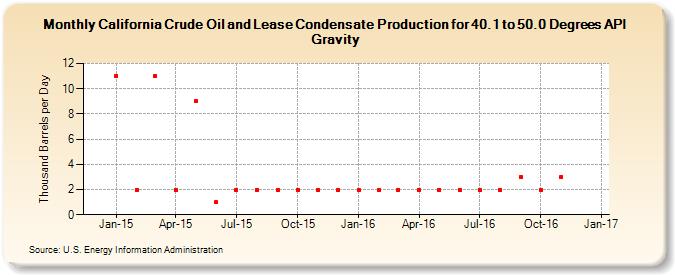 Monthly California Crude Oil and Lease Condensate Production for 40.1 to 50.0 Degrees API
Gravity
Thousand Barrels per Day
12
10
8
6
4
2
0
Jan-15 Apr-15 Jul-15 Oct-15 Jan-16 Apr-16 Jul-16 Oct-16 Jan-17
Source: U.S. Energy Information Administration